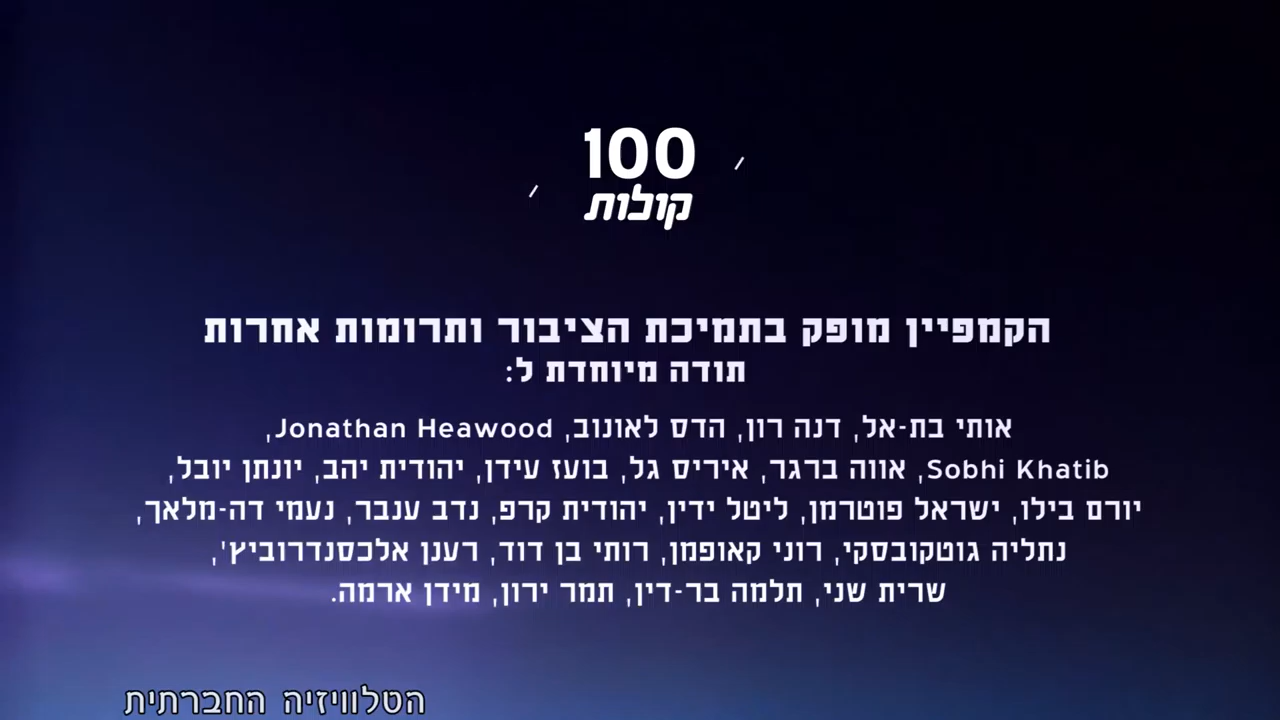 100
קולות
הקמפיין מופק בתמיכת הציבור ותרומות אחרות
תודה מיוחדת ל:
אותי בת-אל, דנה רון, הדס לאונוב, Jonathan Heawood,
Sobhi Khatib, אווה ברגר, איריס גל, בועז עידן, יהודית יהב, יונתן יובל,
יורם בילו, ישראל פוטרמן, ליטל ידין, יהודית קרפ, נדב ענבר, נעמי דה-מלאך,
נתליה גוטקובסקי, רוני קאופמן, רותי בן דוד, רענן אלכסנדרוביץ',
שרית שני, תלמה בר-דין, תמר ירון, מידן ארמה.
הטלוויזיה החברתית